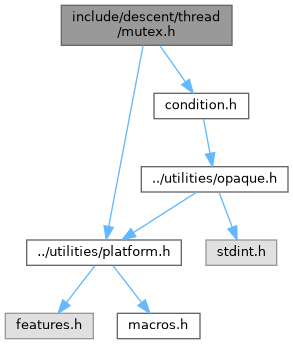 include/descent/thread
/mutex.h
condition.h
../utilities/opaque.h
../utilities/platform.h
stdint.h
features.h
macros.h